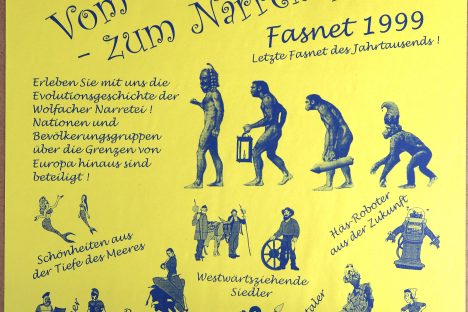 Vom
- zum Narren
Fasnet 1999
Letzte Fasnet des Jahrtausends !
Erleben Sie mit uns die
Evolutionsgeschichte der
Wolfacher Narretei !
Nationen und
Bevölkerungsgruppen
über die Grenzen von
Europa hinaus sind
beteiligt !
Schönheiten aus
der Tiefe des Meeres
Westwärtsziehende
Siedler
Häs-Roboter
aus der Zukunft